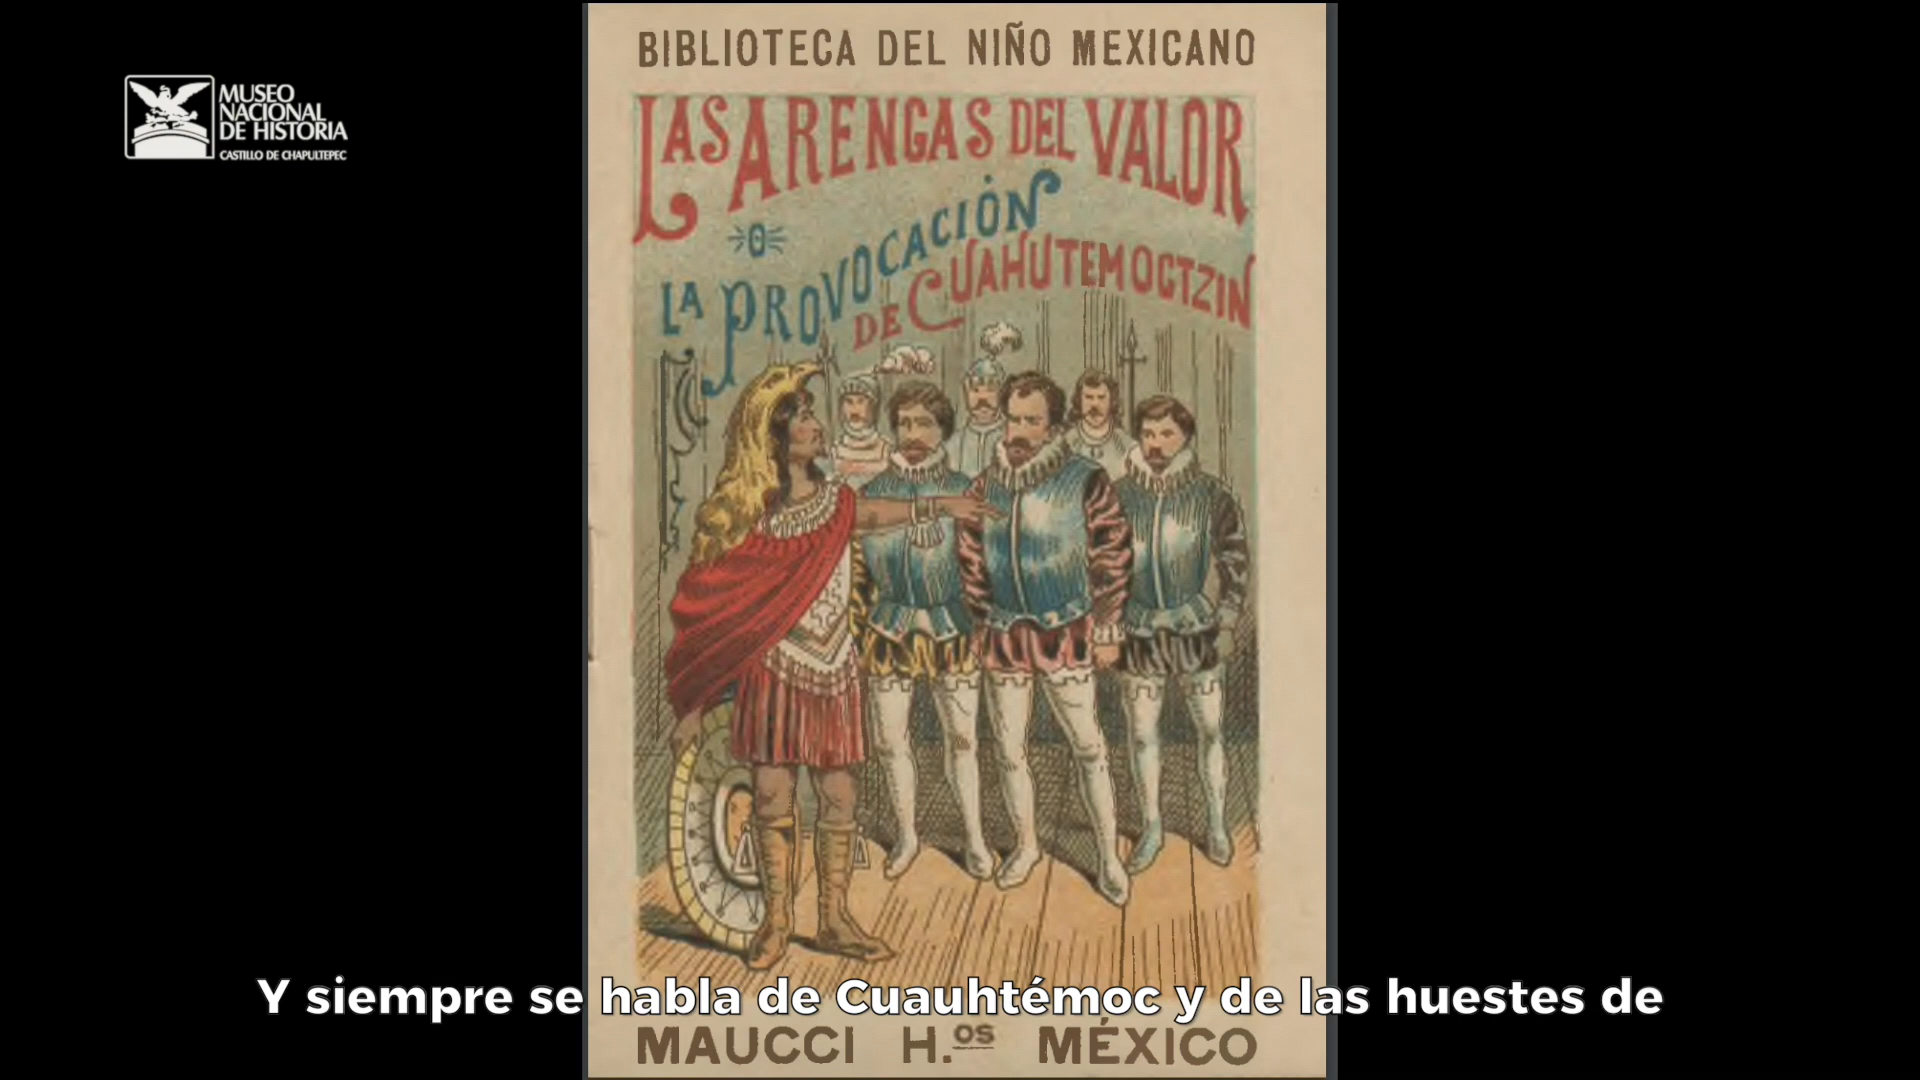 BIBLIOTECA DEL NIÑO MEXICANO
MUSEO
NACIONAL
DE HISTORIA
CASTILLO DE CHAPULTEPEC
LAS ARENGAS DEL VALOR
O
LA PROVOCACIÓN
DE CUAHUTEMOCTZIN
Y siempre se habla de Cuauhtémoc y de las huestes de
MAUCCI H.OS MÉXICO